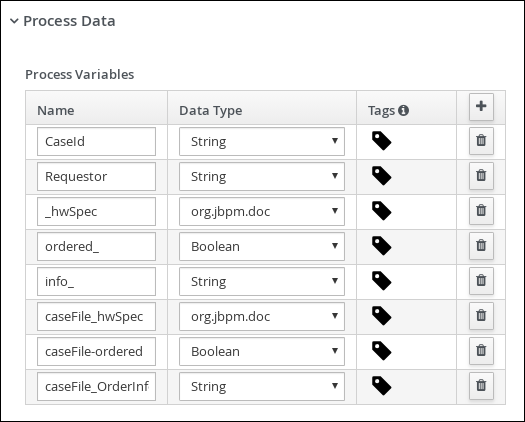 Process Data
Process Variables
Name Data Type Tags
CaseId String
Requestor String
_hwSpec org.jbpm.doc
ordered_ Boolean
info_ String
caseFile_hwSpec org.jbpm.doc
caseFile-ordered Boolean
caseFile_OrderInf String